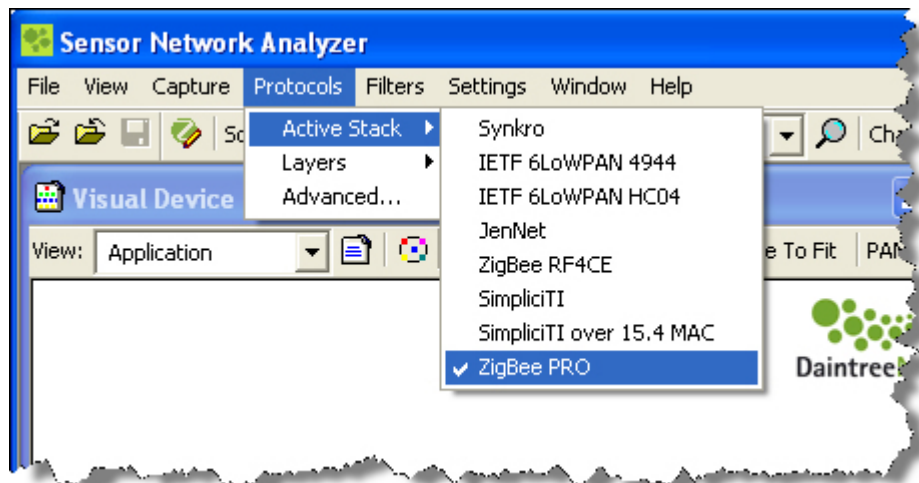 Sensor Network Analyzer
File View Capture Protocols Filters Settings Window Help
Active Stack
Layers
Advanced...
Synkro
IETF 6LoWPAN 4944
IETF 6LoWPAN HC04
JenNet
ZigBee RF4CE
SimpliciTI
SimpliciTI over 15.4 MAC
ZigBee PRO
Visual Device
View: Application
To Fit PAN
Daintree